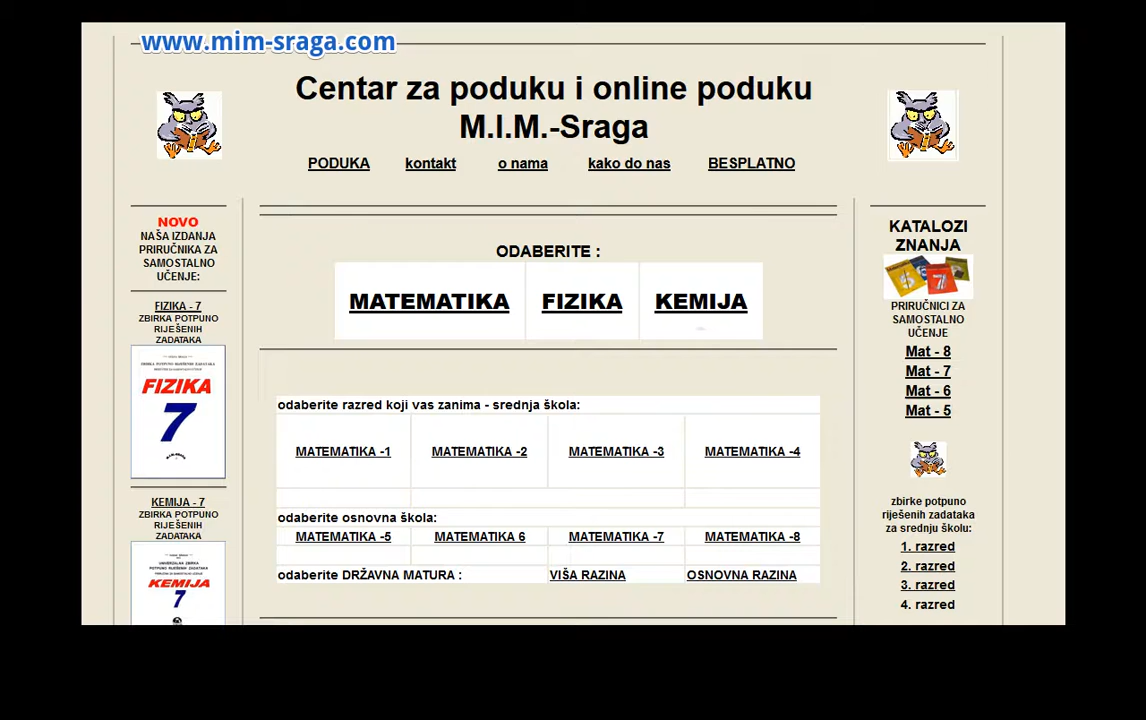 www.mim-sraga.com
Centar za poduku i online poduku
M.I.M.-Sraga
PODUKA kontakt o nama kako do nas BESPLATNO
NOVO
NAŠA IZDANJA
PRIRUČNIKA ZA
SAMOSTALNO
UČENJE:
FIZIKA - 7
ZBIRKA POTPUNO
RIJEŠENIH
ZADATAKA
FIZIKA
7
KEMIJA - 7
ZBIRKA POTPUNO
RIJEŠENIH
ZADATAKA
KEMIJA
7
ODABERITE :
MATEMATIKA FIZIKA KEMIJA
odaberite razred koji vas zanima - srednja škola:
MATEMATIKA -1 MATEMATIKA -2 MATEMATIKA -3 MATEMATIKA -4
odaberite osnovna škola:
MATEMATIKA -5 MATEMATIKA 6 MATEMATIKA -7 MATEMATIKA -8
odaberite DRŽAVNA MATURA : VIŠA RAZINA OSNOVNA RAZINA
KATALOZI
ZNANJA
PRIRUČNICI ZA
SAMOSTALNO
UČENJE
Mat - 8
Mat - 7
Mat - 6
Mat - 5
zbirke potpuno
riješenih zadataka
za srednju školu:
1. razred
2. razred
3. razred
4. razred